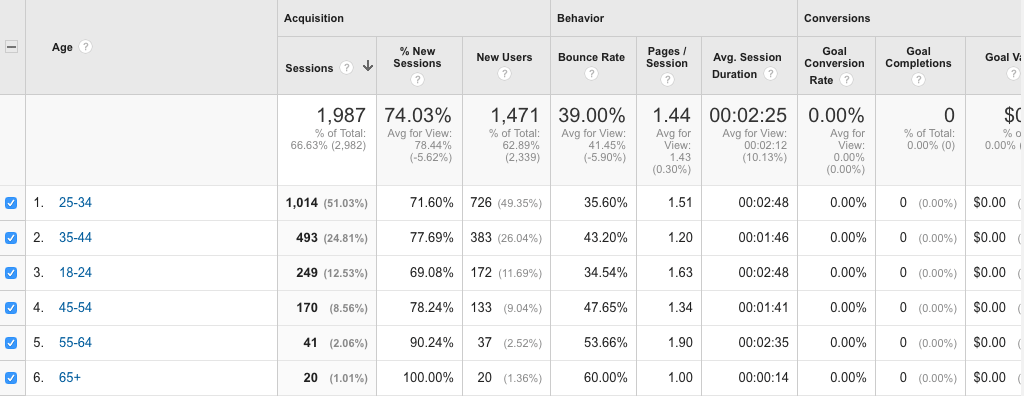 Acquisition Behavior Conversions
Age ? Sessions ? % New Sessions ? New Users ? Bounce Rate ? Pages / Session ? Avg. Session Duration ? Goal Conversion Rate ? Goal Completions ? Goal
1,987 74.03% 1,471 39.00% 1.44 00:02:25 0.00% 0
% of Total: 66.63% (2,982) Avg for View: 78.44% (-5.62%) % of Total: 62.89% (2,339) Avg for View: 41.45% (-5.90%) Avg for View: 1.43 (0.30%) Avg for View: 00:02:12 (10.13%) Avg for View: 0.00% (0.00%) % of Total: 0.00% (0) 0.00%
1. 25-34 1,014 (51.03%) 71.60% 726 (49.35%) 35.60% 1.51 00:02:48 0.00% 0 (0.00%) $0.00
2. 35-44 493 (24.81%) 77.69% 383 (26.04%) 43.20% 1.20 00:01:46 0.00% 0 (0.00%) $0.00
3. 18-24 249 (12.53%) 69.08% 172 (11.69%) 34.54% 1.63 00:02:48 0.00% 0 (0.00%) $0.00
4. 45-54 170 (8.56%) 78.24% 133 (9.04%) 47.65% 1.34 00:01:41 0.00% 0 (0.00%) $0.00
5. 55-64 41 (2.06%) 90.24% 37 (2.52%) 53.66% 1.90 00:02:35 0.00% 0 (0.00%) $0.00
6. 65+ 20 (1.01%) 100.00% 20 (1.36%) 60.00% 1.00 00:00:14 0.00% 0 (0.00%) $0.00